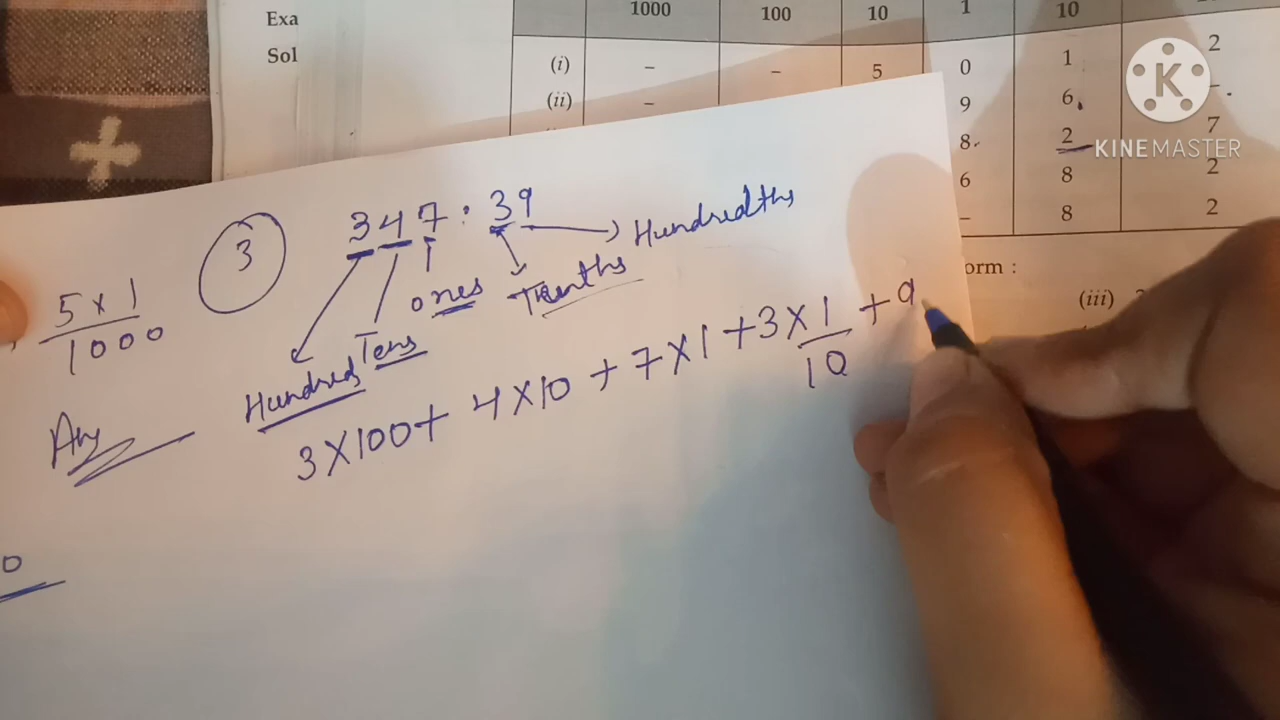 Exa
1000 100 10 1 10
Sol
(i) – – 5 0 1 2
(ii) – 9 6 –
8 2 7
6 8 2
– 8 2
KINEMASTER
3
347.39
Hundredths
Tenths
ones
Tens
Hundred
5 × 1
1000
Ans
3×100+ 4×10 + 7×1 +3×1 + 9
10
orm :
(iii)
0